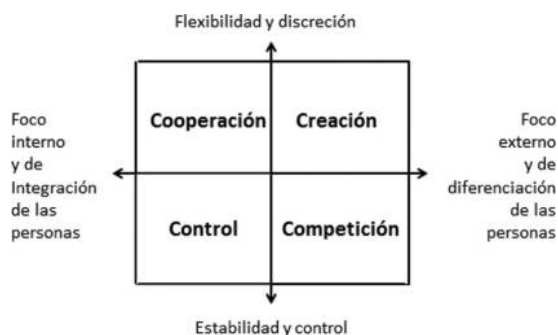 Flexibilidad y discreción
Cooperación
Creación
Foco
interno
y de
Integración
de las
personas
Foco
externo
y de
diferenciación
de las
personas
Control
Competición
Estabilidad y control